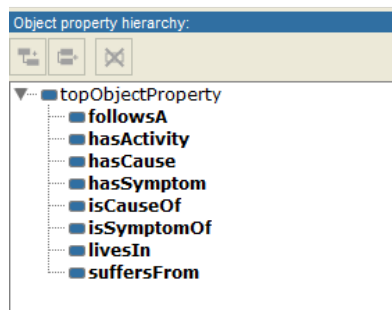 Object property hierarchy:
topObjectProperty
followsA
hasActivity
hasCause
hasSymptom
isCauseOf
isSymptomOf
livesIn
suffersFrom